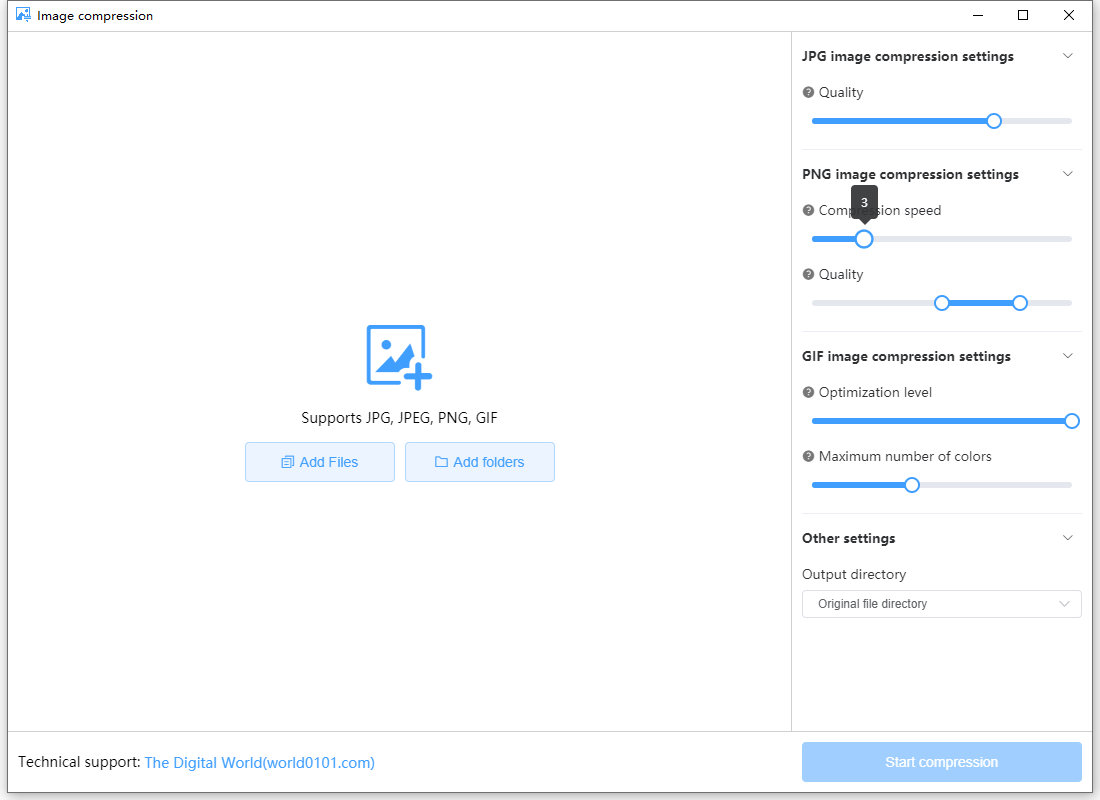 Image compression
JPG image compression settings
Quality
PNG image compression settings
3
Compression speed
Quality
GIF image compression settings
Optimization level
Maximum number of colors
Other settings
Output directory
Original file directory
Supports JPG, JPEG, PNG, GIF
Add Files
Add folders
Technical support: The Digital World(world0101.com)
Start compression